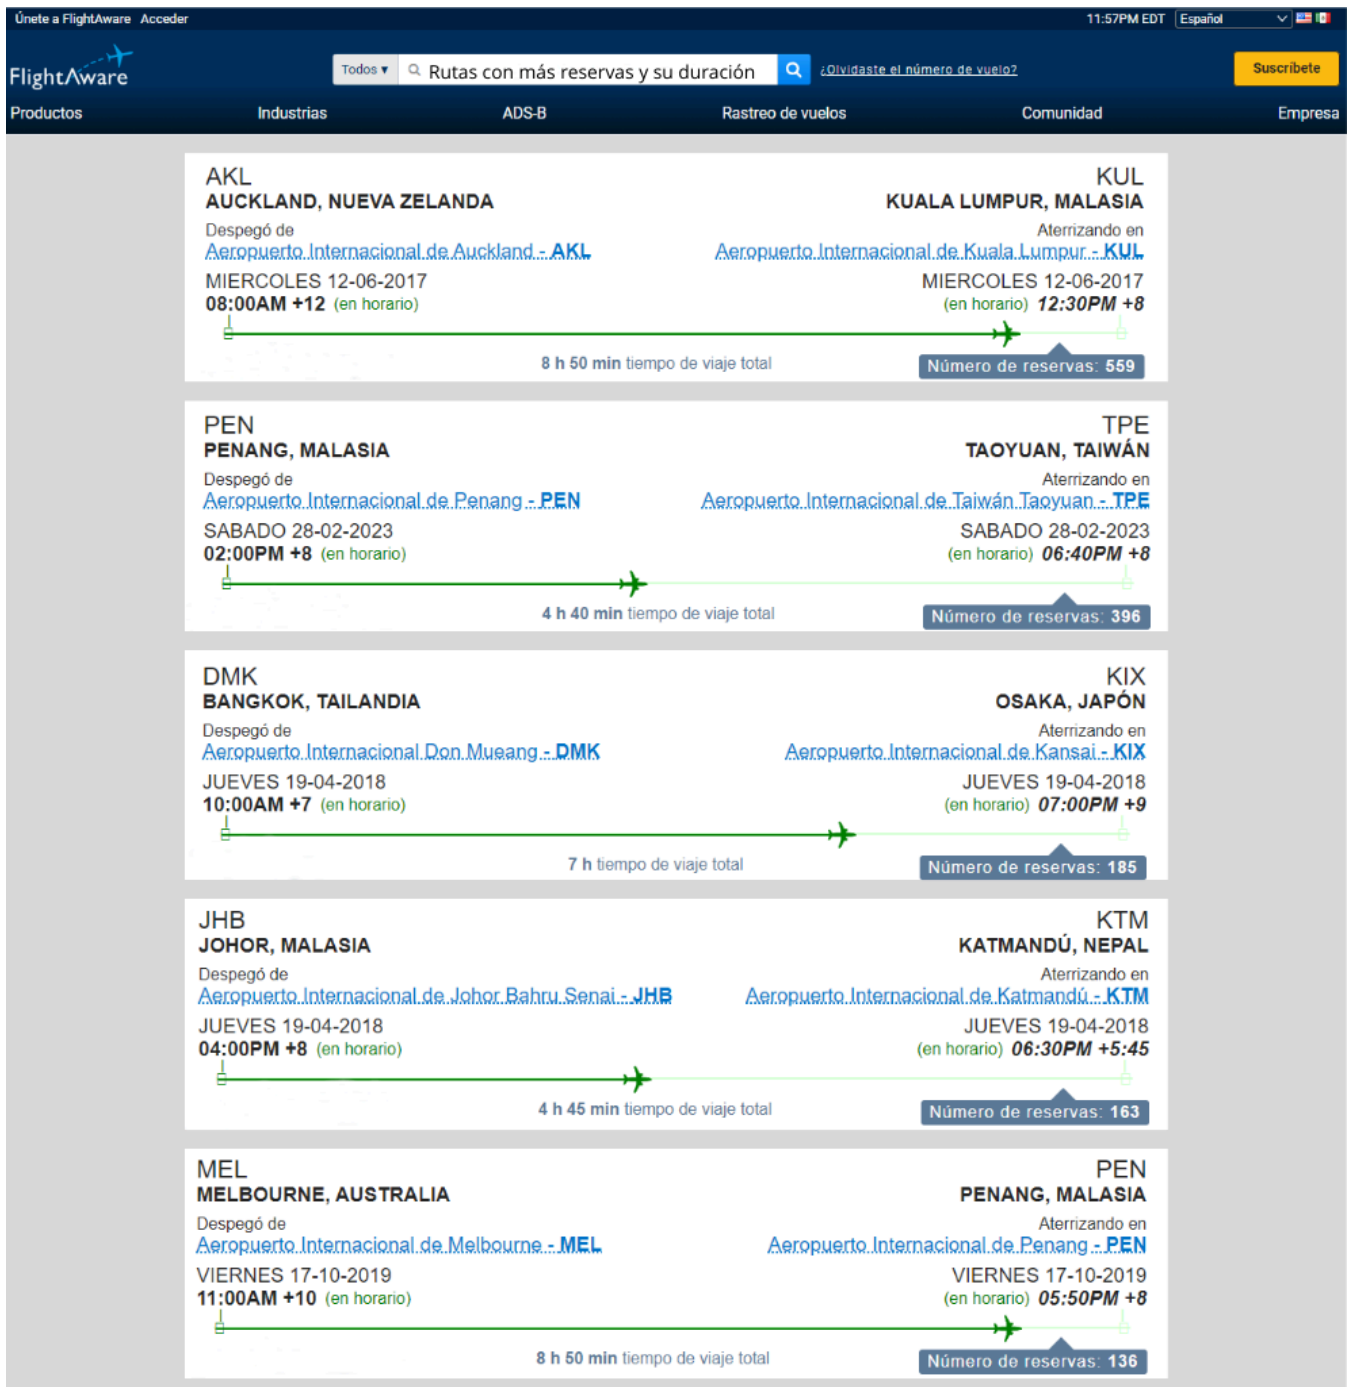 Únete a FlightAware Acceder 11:57PM EDT Español
FlightAware Todos ▾ Rutas con más reservas y su duración ¿Olvidaste el número de vuelo? Suscríbete
Productos Industrias ADS-B Rastreo de vuelos Comunidad Empresa
AKL KUL
AUCKLAND, NUEVA ZELANDA KUALA LUMPUR, MALASIA
Despegó de Aterrizando en
Aeropuerto Internacional de Auckland - AKL Aeropuerto Internacional de Kuala Lumpur - KUL
MIERCOLES 12-06-2017 MIERCOLES 12-06-2017
08:00AM +12 (en horario) (en horario) 12:30PM +8
8 h 50 min tiempo de viaje total Número de reservas: 559
PEN TPE
PENANG, MALASIA TAOYUAN, TAIWÁN
Despegó de Aterrizando en
Aeropuerto Internacional de Penang - PEN Aeropuerto Internacional de Taiwán Taoyuan - TPE
SABADO 28-02-2023 SABADO 28-02-2023
02:00PM +8 (en horario) (en horario) 06:40PM +8
4 h 40 min tiempo de viaje total Número de reservas: 396
DMK KIX
BANGKOK, TAILANDIA OSAKA, JAPÓN
Despegó de Aterrizando en
Aeropuerto Internacional Don Mueang - DMK Aeropuerto Internacional de Kansai - KIX
JUEVES 19-04-2018 JUEVES 19-04-2018
10:00AM +7 (en horario) (en horario) 07:00PM +9
7 h tiempo de viaje total Número de reservas: 185
JHB KTM
JOHOR, MALASIA KATMANDÚ, NEPAL
Despegó de Aterrizando en
Aeropuerto Internacional de Johor Bahru Senai - JHB Aeropuerto Internacional de Katmandú - KTM
JUEVES 19-04-2018 JUEVES 19-04-2018
04:00PM +8 (en horario) (en horario) 06:30PM +5:45
4 h 45 min tiempo de viaje total Número de reservas: 163
MEL PEN
MELBOURNE, AUSTRALIA PENANG, MALASIA
Despegó de Aterrizando en
Aeropuerto Internacional de Melbourne - MEL Aeropuerto Internacional de Penang - PEN
VIERNES 17-10-2019 VIERNES 17-10-2019
11:00AM +10 (en horario) (en horario) 05:50PM +8
8 h 50 min tiempo de viaje total Número de reservas: 136